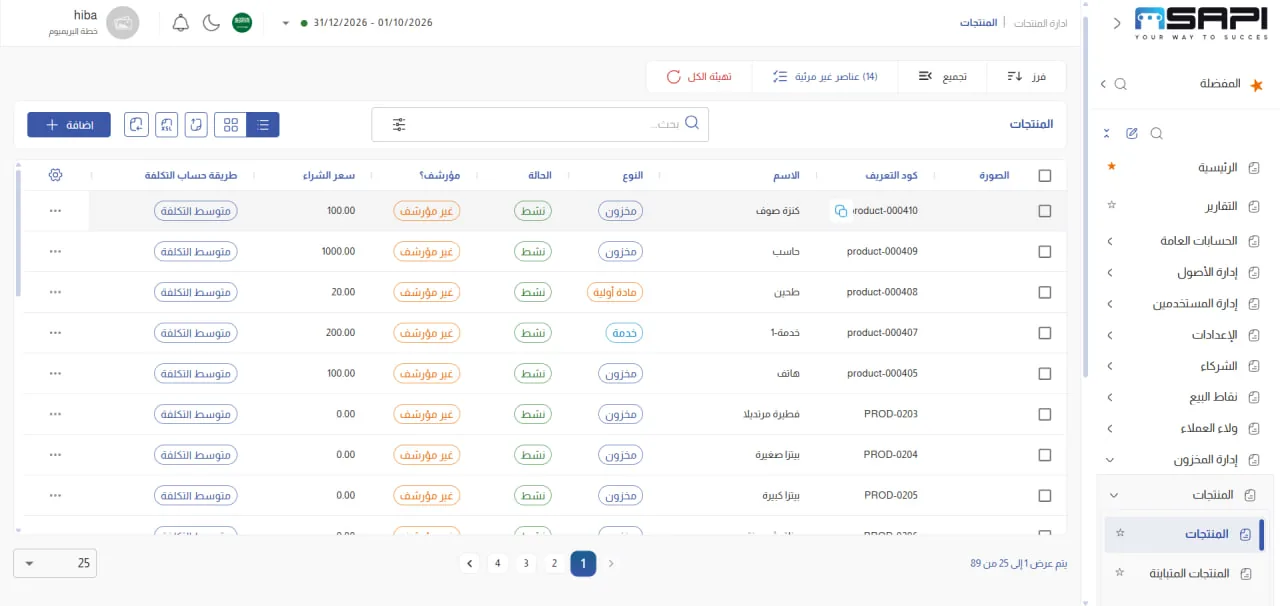 SAPI
YOUR WAY TO SUCCES
ادارة المنتجات | المنتجات
31/12/2026 - 01/10/2026
hiba
خطة البريميوم
المفضلة
الرئيسية
التقارير
الحسابات العامة
إدارة الأصول
إدارة المستخدمين
الإعدادات
الشركاء
نقاط البيع
ولاء العملاء
إدارة المخزون
المنتجات
المنتجات
المنتجات المتباينة
فرز
تجميع
(14) عناصر غير مرئية
تهيئة الكل
المنتجات
بحث...
XSL
اضافة +
الصورة كود التعريف الاسم النوع الحالة مؤرشف؟ سعر الشراء طريقة حساب التكلفة
roduct-000410 كنزة صوف مخزون نشط غير مؤرشف 100.00 متوسط التكلفة
product-000409 حاسب مخزون نشط غير مؤرشف 1000.00 متوسط التكلفة
product-000408 طحين مادة أولية نشط غير مؤرشف 20.00 متوسط التكلفة
product-000407 خدمة-1 خدمة نشط غير مؤرشف 200.00 متوسط التكلفة
product-000405 هاتف مخزون نشط غير مؤرشف 100.00 متوسط التكلفة
PROD-0203 فطيرة مرتديلا مخزون نشط غير مؤرشف 0.00 متوسط التكلفة
PROD-0204 بيتزا صغيرة مخزون نشط غير مؤرشف 0.00 متوسط التكلفة
PROD-0205 بيتزا كبيرة مخزون نشط غير مؤرشف 0.00 متوسط التكلفة
يتم عرض 1 إلى 25 من 89
1 2 3 4
25